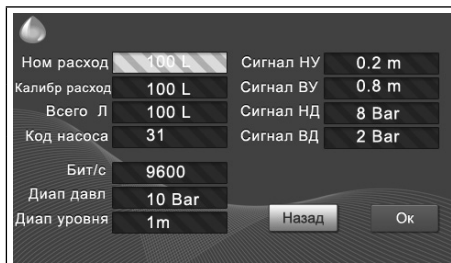 Ном расход 100 L
Калибр расход 100 L
Всего Л 100 L
Код насоса 31
Бит/с 9600
Диап давл 10 Bar
Диап уровня 1m
Сигнал НУ 0.2 m
Сигнал ВУ 0.8 m
Сигнал НД 8 Bar
Сигнал ВД 2 Bar
Назад
Ок